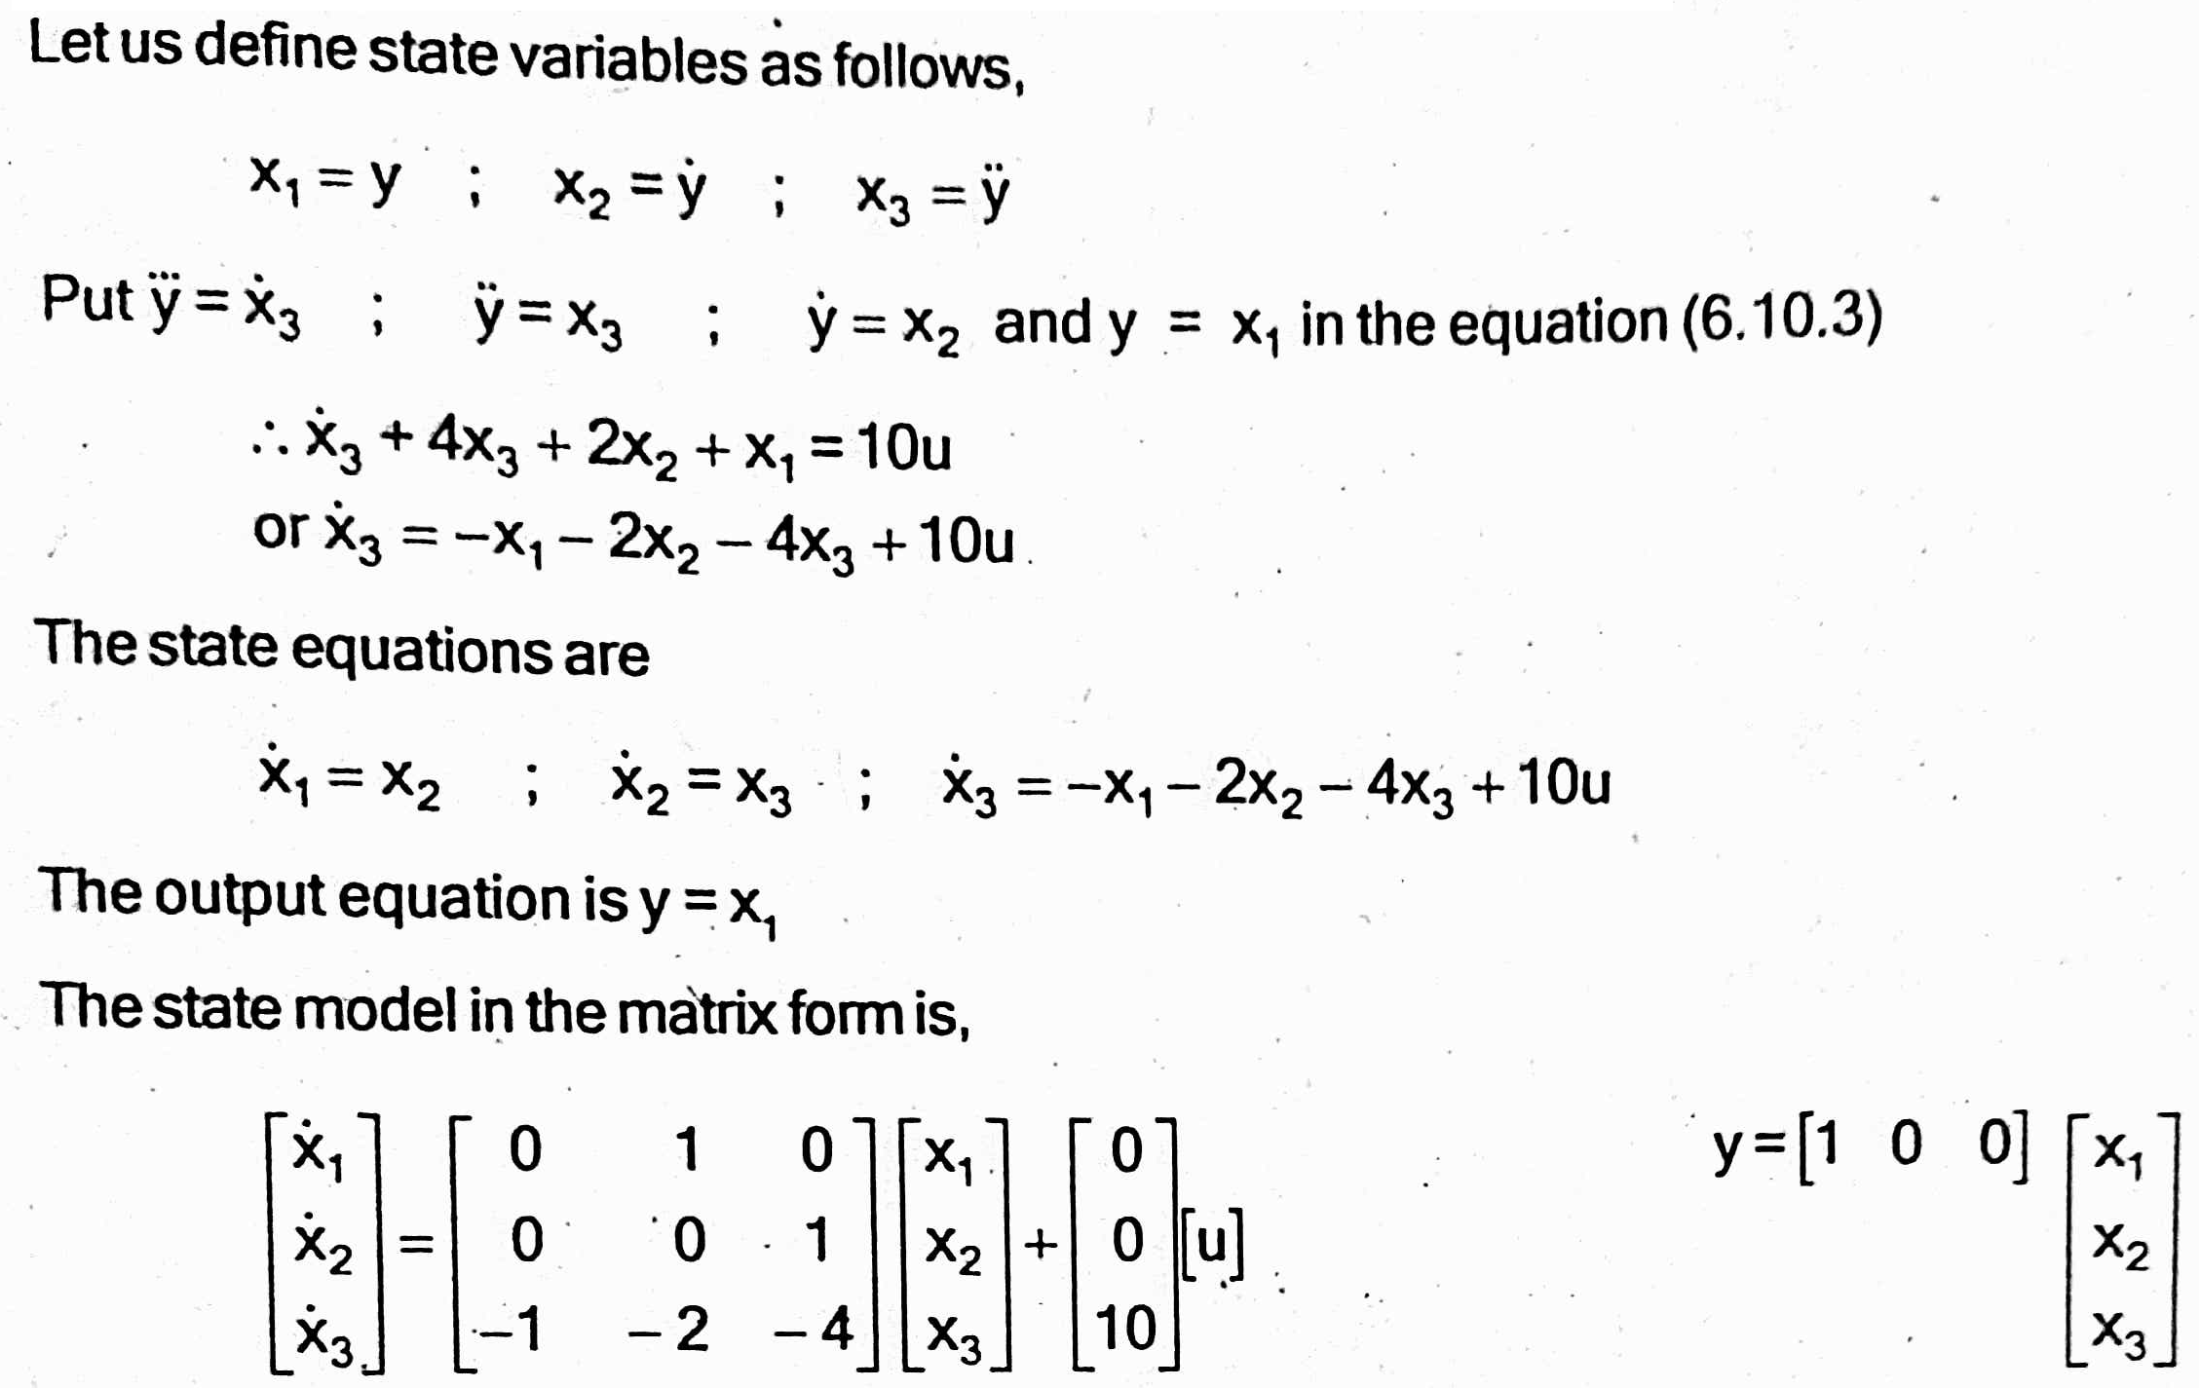 Let us define state variables as follows,
x₁ = y ; x₂ = ẏ ; x₃ = ÿ
Put y⃛ = ẋ₃ ; ÿ = x₃ ; ẏ = x₂ and y = x₁ in the equation (6.10.3)
∴ ẋ₃ + 4x₃ + 2x₂ + x₁ = 10u
or ẋ₃ = –x₁ – 2x₂ – 4x₃ + 10u.
The state equations are
ẋ₁ = x₂ ; ẋ₂ = x₃ ; ẋ₃ = –x₁ – 2x₂ – 4x₃ + 10u
The output equation is y = x₁
The state model in the matrix form is,
[ẋ₁] [0 1 0] [x₁] [0] y = [1 0 0] [x₁]
[ẋ₂] = [0 0 1] [x₂] + [0] [u] [x₂]
[ẋ₃] [–1 –2 –4] [x₃] [10] [x₃]